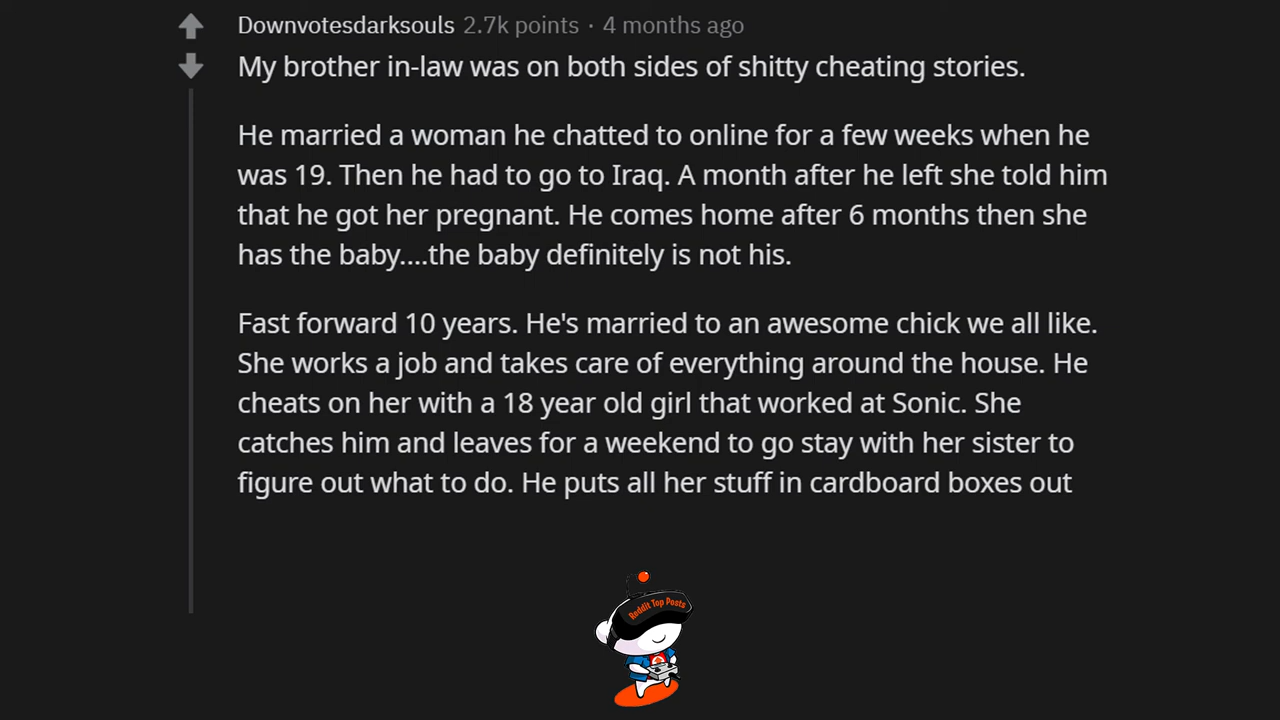 Downvotesdarksouls 2.7k points · 4 months ago
My brother in-law was on both sides of shitty cheating stories.
He married a woman he chatted to online for a few weeks when he
was 19. Then he had to go to Iraq. A month after he left she told him
that he got her pregnant. He comes home after 6 months then she
has the baby....the baby definitely is not his.
Fast forward 10 years. He's married to an awesome chick we all like.
She works a job and takes care of everything around the house. He
cheats on her with a 18 year old girl that worked at Sonic. She
catches him and leaves for a weekend to go stay with her sister to
figure out what to do. He puts all her stuff in cardboard boxes out
Reddit Top Posts